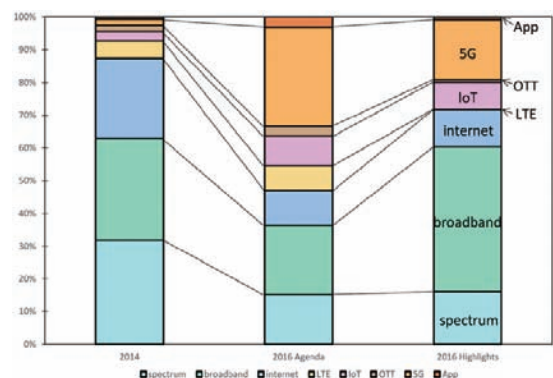 100%
90%
80%
70%
60%
50%
40%
30%
20%
10%
0%
App
5G
OTT
IoT
LTE
internet
broadband
spectrum
2014 2016 Agenda 2016 Highlights
spectrum broadband internet LTE IoT OTT 5G App